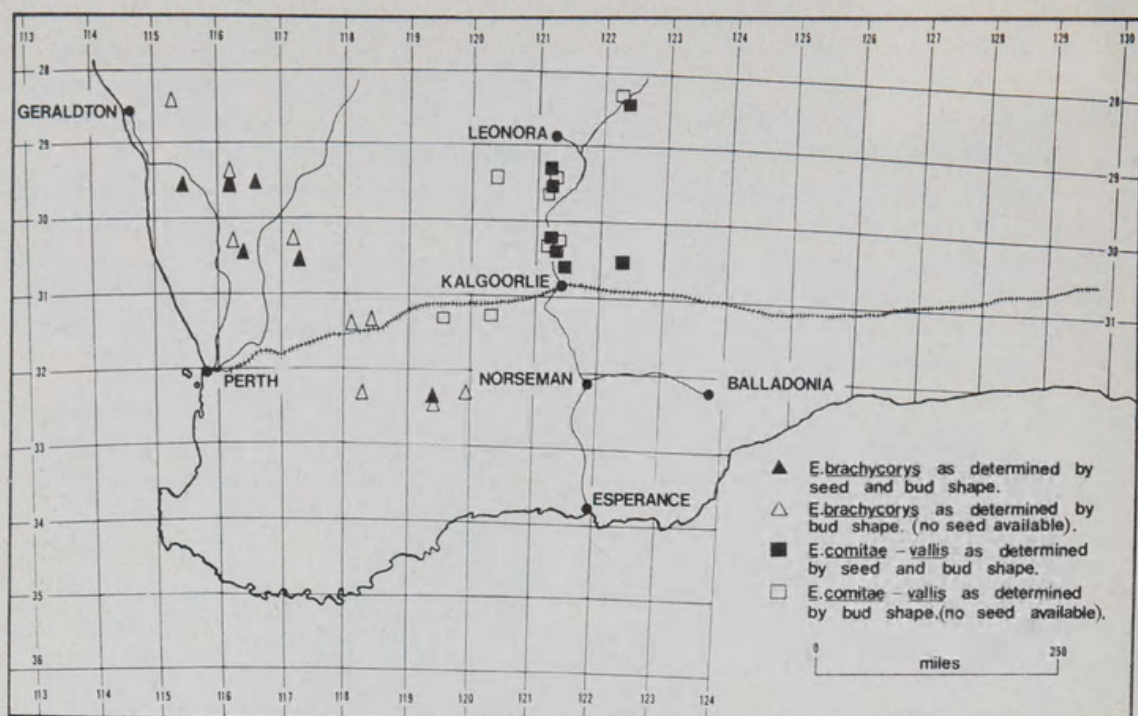 113 114 115 116 117 118 119 120 121 122 123 124 125 126 127 128 129 130
28 28
GERALDTON
LEONORA
29 29
30 30
KALGOORLIE
31 31
32 PERTH NORSEMAN BALLADONIA
33
▲ E.brachycorys as determined by
seed and bud shape.
ESPERANCE
△ E.brachycorys as determined by
bud shape. (no seed available).
34
■ E.comitae - vallis as determined
by seed and bud shape.
35
□ E.comitae - vallis as determined
by bud shape.(no seed available).
0 250
miles
36
113 114 115 116 117 118 119 120 121 122 123 124